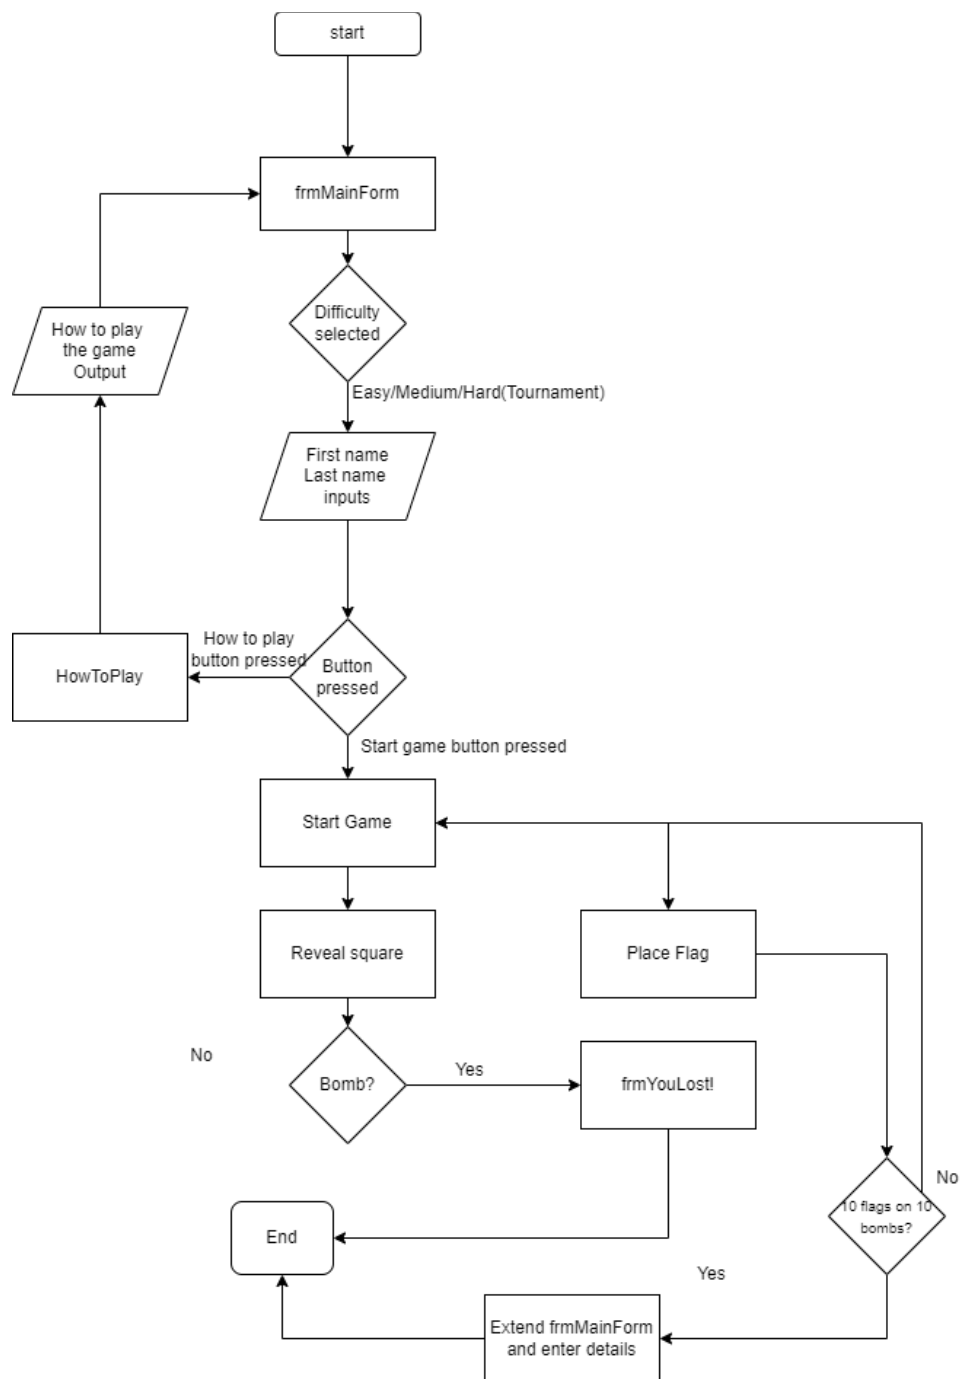 start
frmMainForm
Difficulty
selected
Easy/Medium/Hard(Tournament)
How to play
the game
Output
First name
Last name
inputs
How to play
button pressed
Button
pressed
HowToPlay
Start game button pressed
Start Game
Reveal square
Place Flag
No
Bomb?
Yes
frmYouLost!
10 flags on 10
bombs?
No
End
Yes
Extend frmMainForm
and enter details